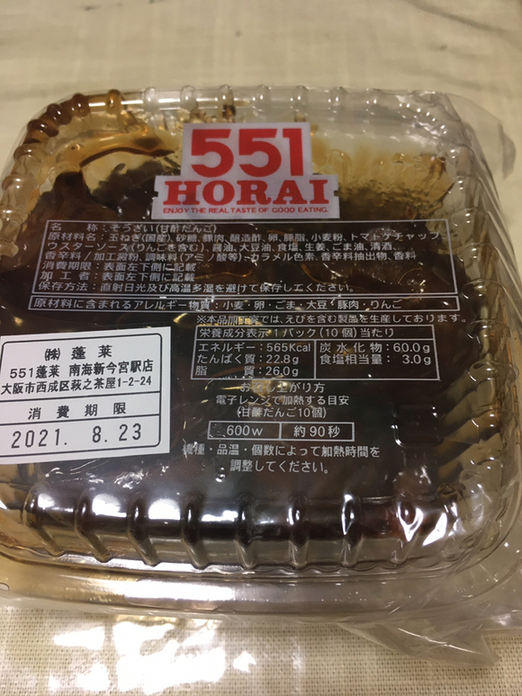 551
HORAI
ENJOY THE REAL TASTE OF GOOD EATING.
名　　称：そうざい(甘酢だんご)
原材料名：玉ねぎ(国産)、砂糖、豚肉、醸造酢、卵、豚脂、小麦粉、トマトケチャップ、
ウスターソース(りんごを含む)、醤油、大豆油、食塩、生姜、ごま油、清酒、
香辛料／加工澱粉、調味料(アミノ酸等)、カラメル色素、香辛料抽出物、香料
消費期限：表面左下側に記載
加 工 者：表面左下側に記載
保存方法：直射日光及び高温多湿を避けて保存してください。
原材料に含まれるアレルギー物質：小麦・卵・ごま・大豆・豚肉・りんご
※本品加工室では、えびを含む製品を生産しております。
栄養成分表示 1パック(10個)当たり
エネルギー：565Kcal　炭 水 化 物：60.0g
たんぱく質：22.8g　食塩相当量：3.0g
脂　　　質：26.0g
お召し上がり方
電子レンジで加熱する目安
(甘酢だんご10個)
600w　約90秒
機種・品温・個数によって加熱時間を
調整してください。
㈱ 蓬 莱
551蓬莱 南海新今宮駅店
大阪市西成区萩之茶屋1-2-24
消 費 期 限
2021. 8.23